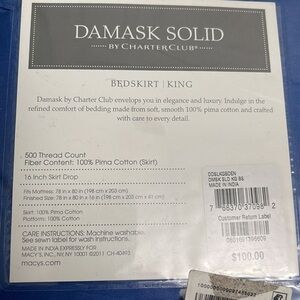 DAMASK SOLID
BY CHARTER CLUB®
BEDSKIRT | KING
Damask by Charter Club envelops you in elegance and luxury. Indulge in the
refined comfort of bedding made from soft, smooth 100% pima cotton and crafted
with care to every detail.
500 Thread Count
Fiber Content: 100% Pima Cotton (Skirt)
16 Inch Skirt Drop
Fits Mattress: 78 in x 80 in (198 cm x 203 cm)
Finished Size: 78 in x 80 in x 16 in (198 cm x 203 cm x 41 cm)
Skirt: 100% Pima Cotton
Platform: 100% Cotton
CARE INSTRUCTIONS: Machine washable.
See sewn label for wash instructions.
MADE IN INDIA EXPRESSLY FOR
MACY'S, INC., NY, NY 10001
macys.com
DMSK SLD KG BS
MADE IN INDIA
Customer Return Label
$100.00